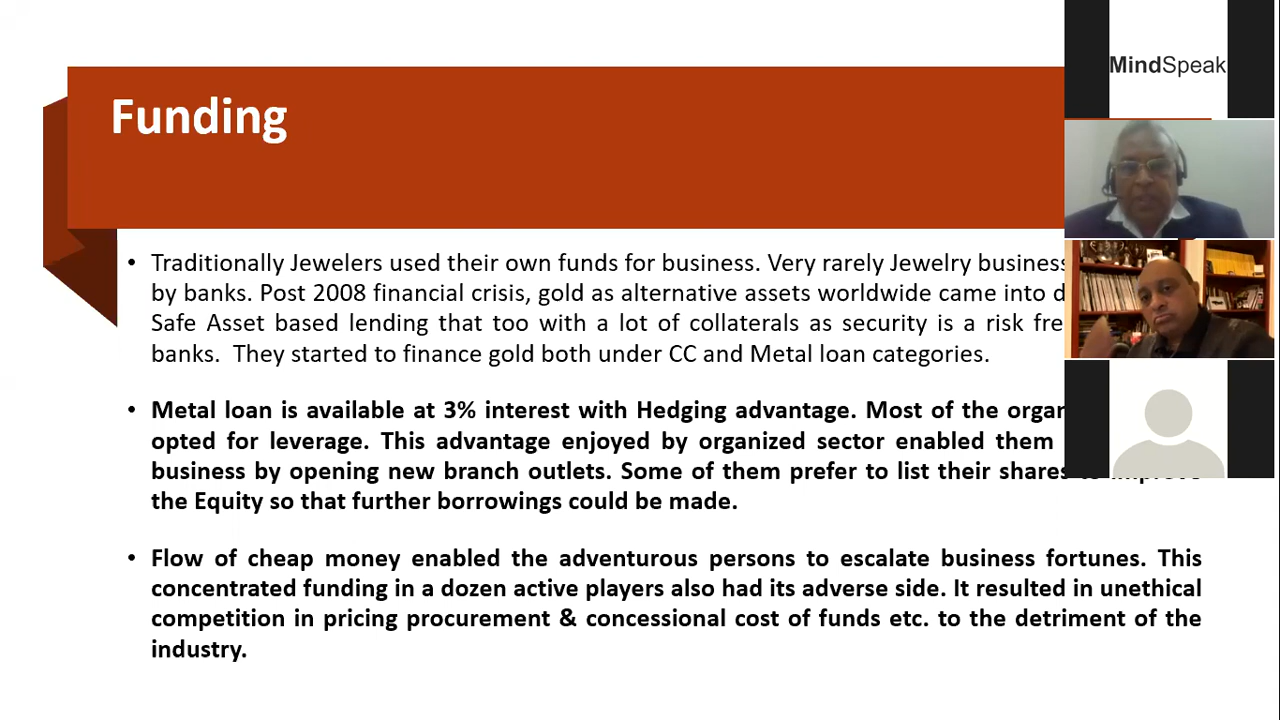 Funding
MindSpeak
• Traditionally Jewelers used their own funds for business. Very rarely Jewelry business
by banks. Post 2008 financial crisis, gold as alternative assets worldwide came into
Safe Asset based lending that too with a lot of collaterals as security is a risk
banks. They started to finance gold both under CC and Metal loan categories.
• Metal loan is available at 3% interest with Hedging advantage. Most of the
opted for leverage. This advantage enjoyed by organized sector enabled them
business by opening new branch outlets. Some of them prefer to list their shares to improve
the Equity so that further borrowings could be made.
• Flow of cheap money enabled the adventurous persons to escalate business fortunes. This
concentrated funding in a dozen active players also had its adverse side. It resulted in unethical
competition in pricing procurement & concessional cost of funds etc. to the detriment of the
industry.